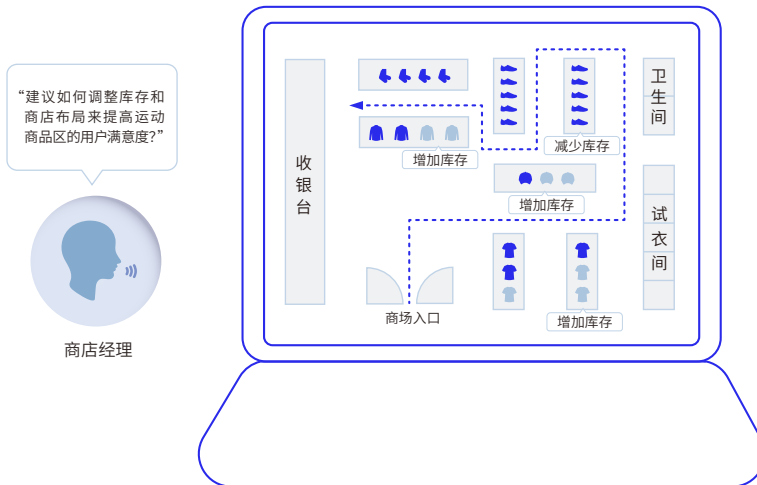 “建议如何调整库存和
商店布局来提高运动
商品区的用户满意度?”
商店经理
收银台
增加库存
减少库存
卫生间
增加库存
试衣间
商场入口
增加库存